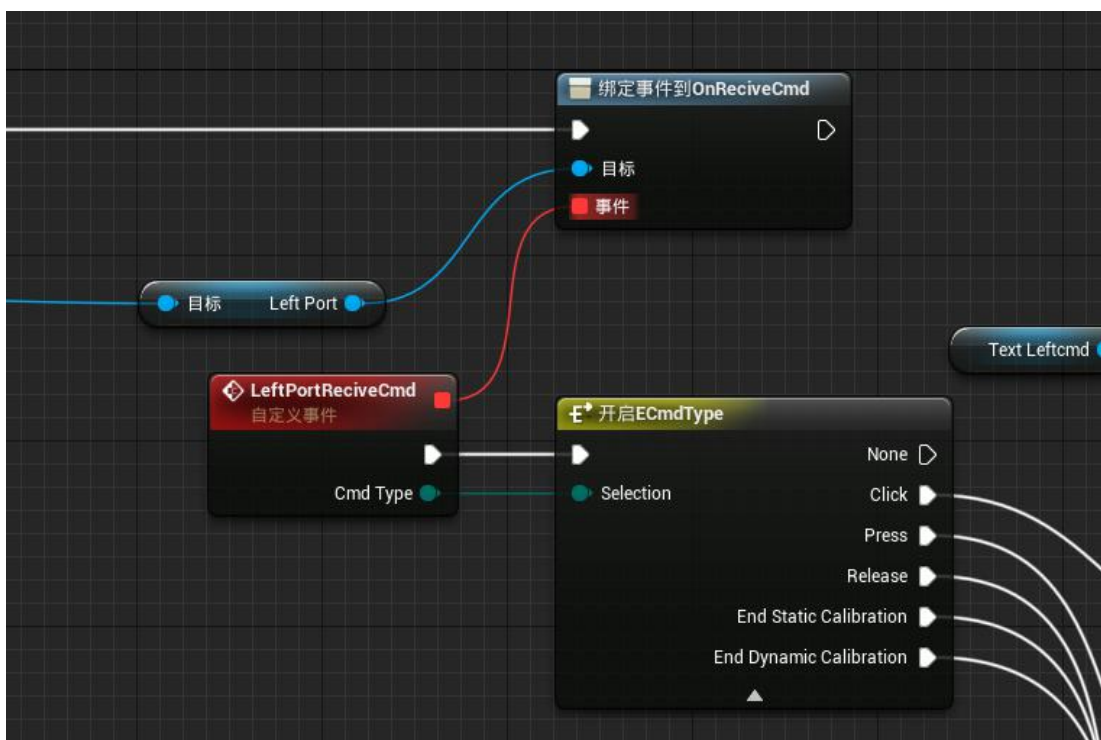 绑定事件到OnReciveCmd
目标
事件
目标 Left Port
Text Leftcmd
LeftPortReciveCmd
自定义事件
Cmd Type
开启ECmdType
None
Selection
Click
Press
Release
End Static Calibration
End Dynamic Calibration